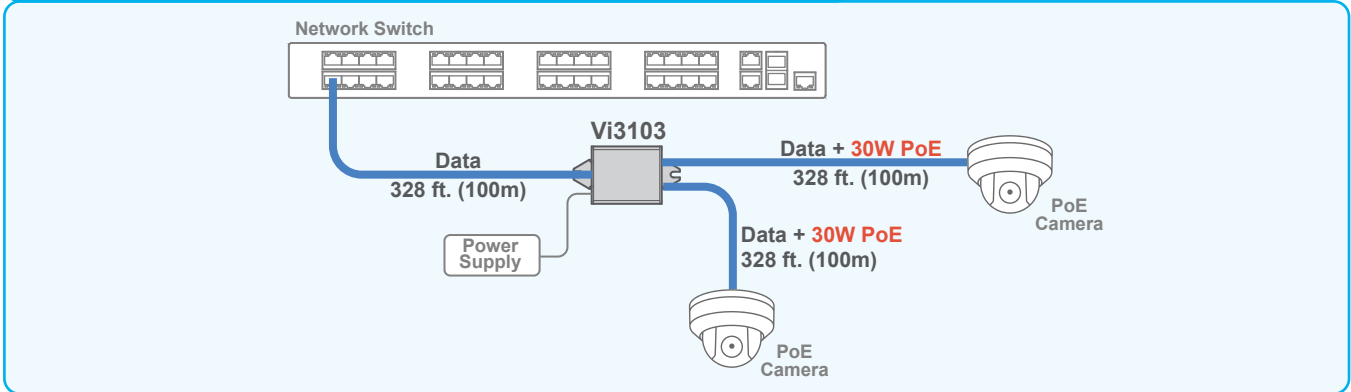 Network Switch
Vi3103
Data
328 ft. (100m)
Data + 30W PoE
328 ft. (100m)
PoE
Camera
Power
Supply
Data + 30W PoE
328 ft. (100m)
PoE
Camera